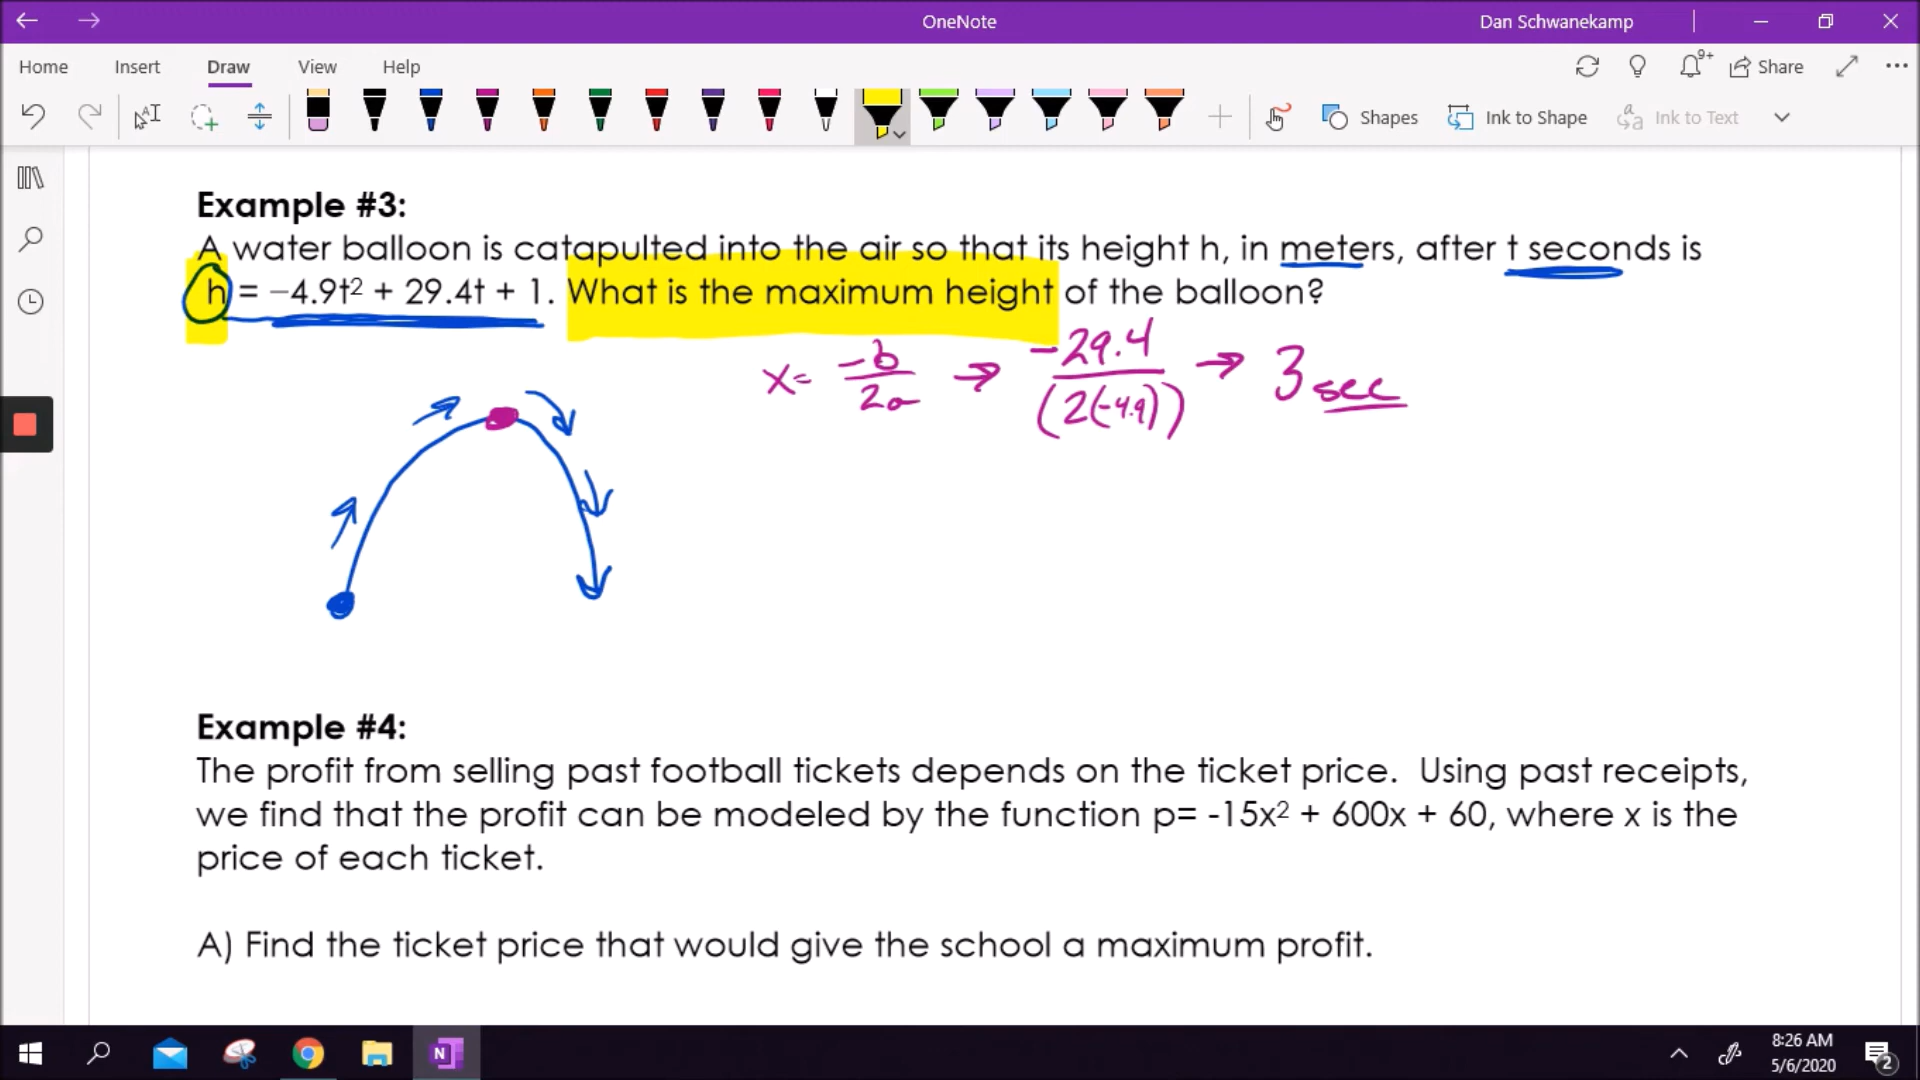 OneNote
Dan Schwanekamp
Home Insert Draw View Help
9+
Share
Shapes
Ink to Shape
Ink to Text
Example #3:
A water balloon is catapulted into the air so that its height h, in meters, after t seconds is
h = −4.9t² + 29.4t + 1. What is the maximum height of the balloon?
x= -b/2a → -29.4/(2(-4.9)) → 3 sec
Example #4:
The profit from selling past football tickets depends on the ticket price. Using past receipts,
we find that the profit can be modeled by the function p= -15x² + 600x + 60, where x is the
price of each ticket.
A) Find the ticket price that would give the school a maximum profit.
N
8:26 AM
5/6/2020
2